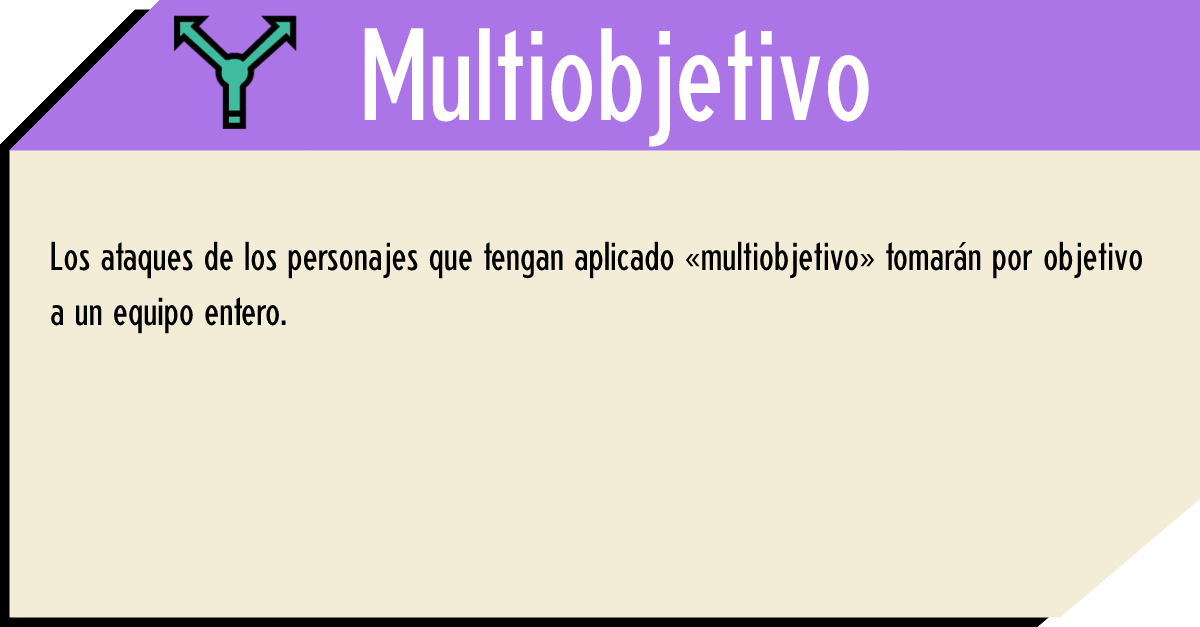 Multiobjetivo
Los ataques de los personajes que tengan aplicado «multiobjetivo» tomarán por objetivo
a un equipo entero.